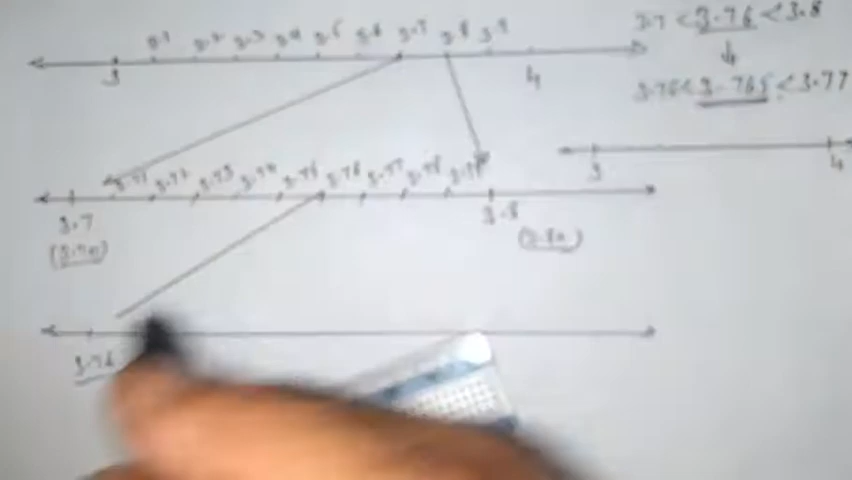 3.1 3.2 3.3 3.4 3.5 3.6 3.7 3.8 3.9
3 4
3.7 < 3.76 < 3.8
↓
3.76 < 3.765 < 3.77
3 4
3.71 3.72 3.73 3.74 3.75 3.76 3.77 3.78 3.79
3.7 3.8
(3.70) (3.80)
3.76